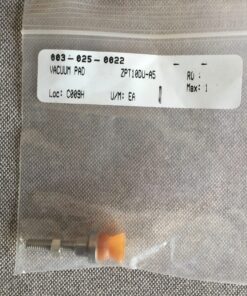 003-025-0022
VACUUM PAD ZPT10DU-A5 RO :
Loc: C009H U/M: EA Max: 1